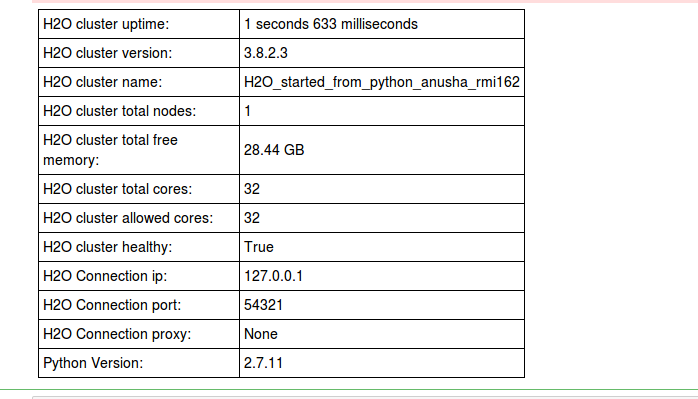 H2O cluster uptime: 1 seconds 633 milliseconds
H2O cluster version: 3.8.2.3
H2O cluster name: H2O_started_from_python_anusha_rmi162
H2O cluster total nodes: 1
H2O cluster total free
memory: 28.44 GB
H2O cluster total cores: 32
H2O cluster allowed cores: 32
H2O cluster healthy: True
H2O Connection ip: 127.0.0.1
H2O Connection port: 54321
H2O Connection proxy: None
Python Version: 2.7.11